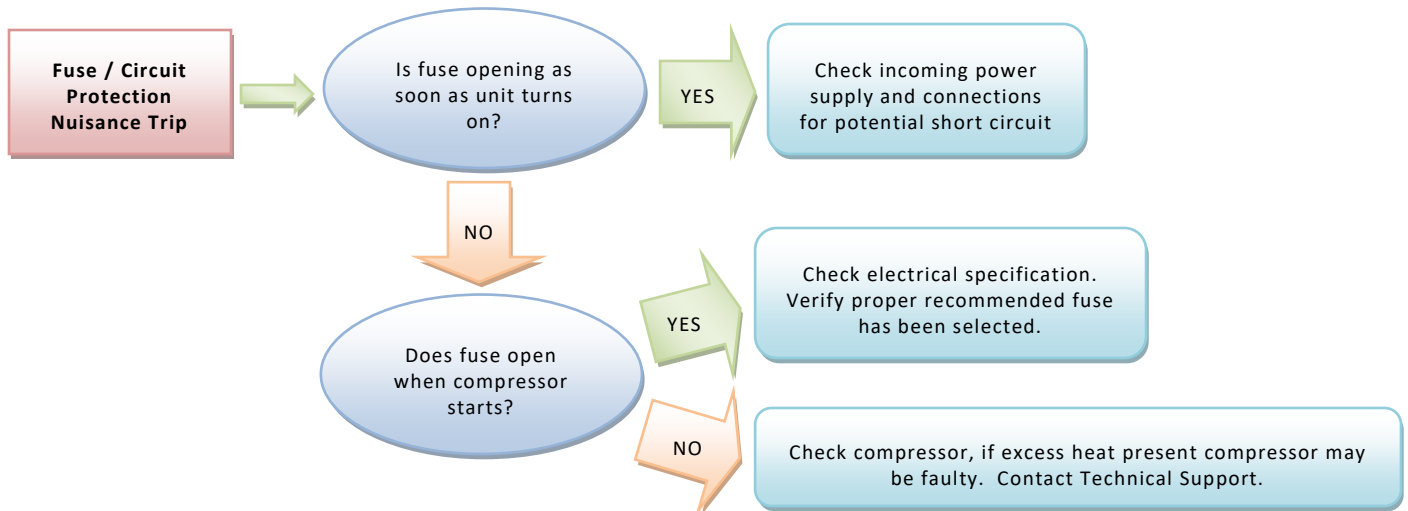 Fuse / Circuit
Protection
Nuisance Trip
Is fuse opening as
soon as unit turns
on?
YES
Check incoming power
supply and connections
for potential short circuit
NO
Does fuse open
when compressor
starts?
YES
Check electrical specification.
Verify proper recommended fuse
has been selected.
NO
Check compressor, if excess heat present compressor may
be faulty.  Contact Technical Support.